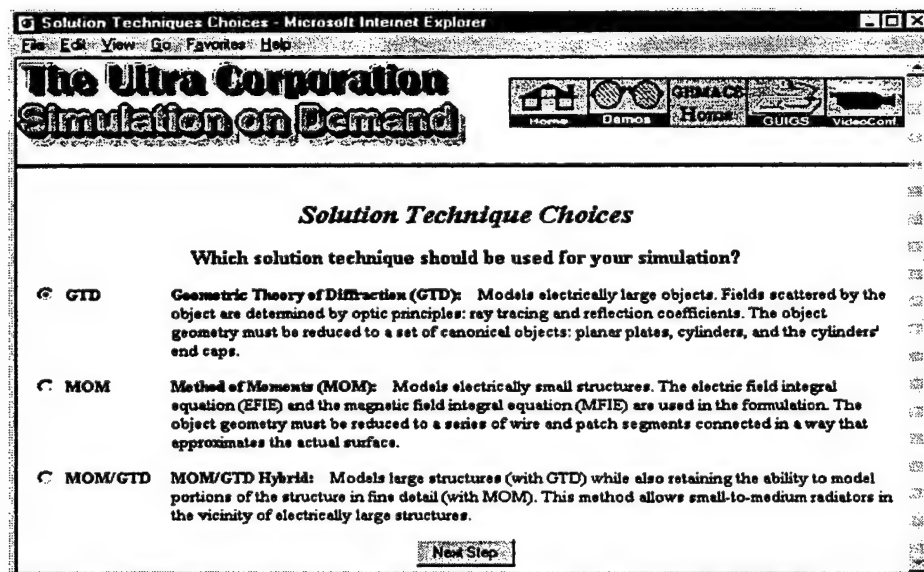 Solution Techniques Choices - Microsoft Internet Explorer
File Edit View Go Favorites Help
The Ultra Corporation
Simulation on Demand
Home Demos GEMACS Home GUIGS VideoConf
Solution Technique Choices
Which solution technique should be used for your simulation?
GTD Geometric Theory of Diffraction (GTD): Models electrically large objects. Fields scattered by the
object are determined by optic principles: ray tracing and reflection coefficients. The object
geometry must be reduced to a set of canonical objects: planar plates, cylinders, and the cylinders'
end caps.
MOM Method of Moments (MOM): Models electrically small structures. The electric field integral
equation (EFIE) and the magnetic field integral equation (MFIE) are used in the formulation. The
object geometry must be reduced to a series of wire and patch segments connected in a way that
approximates the actual surface.
MOM/GTD MOM/GTD Hybrid: Models large structures (with GTD) while also retaining the ability to model
portions of the structure in fine detail (with MOM). This method allows small-to-medium radiators in
the vicinity of electrically large structures.
Next Step